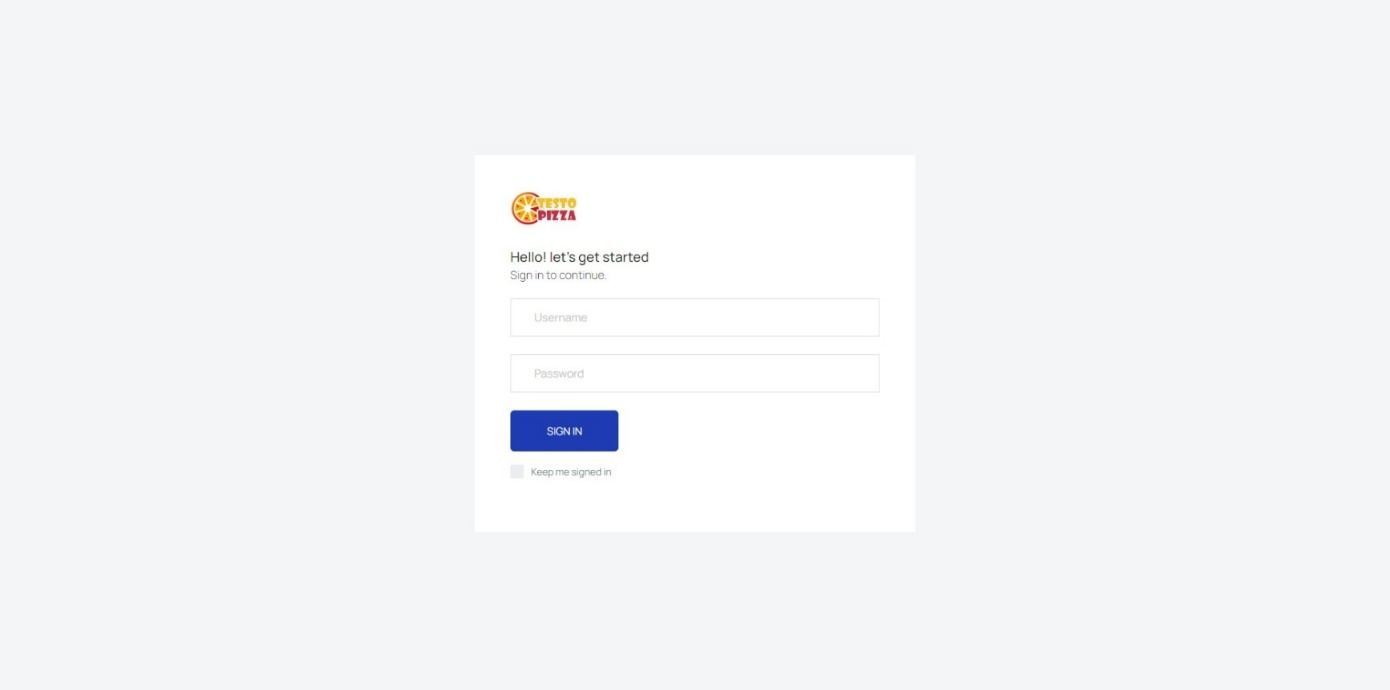 TESTO
PIZZA
Hello! let's get started
Sign in to continue.
Username
Password
SIGN IN
Keep me signed in